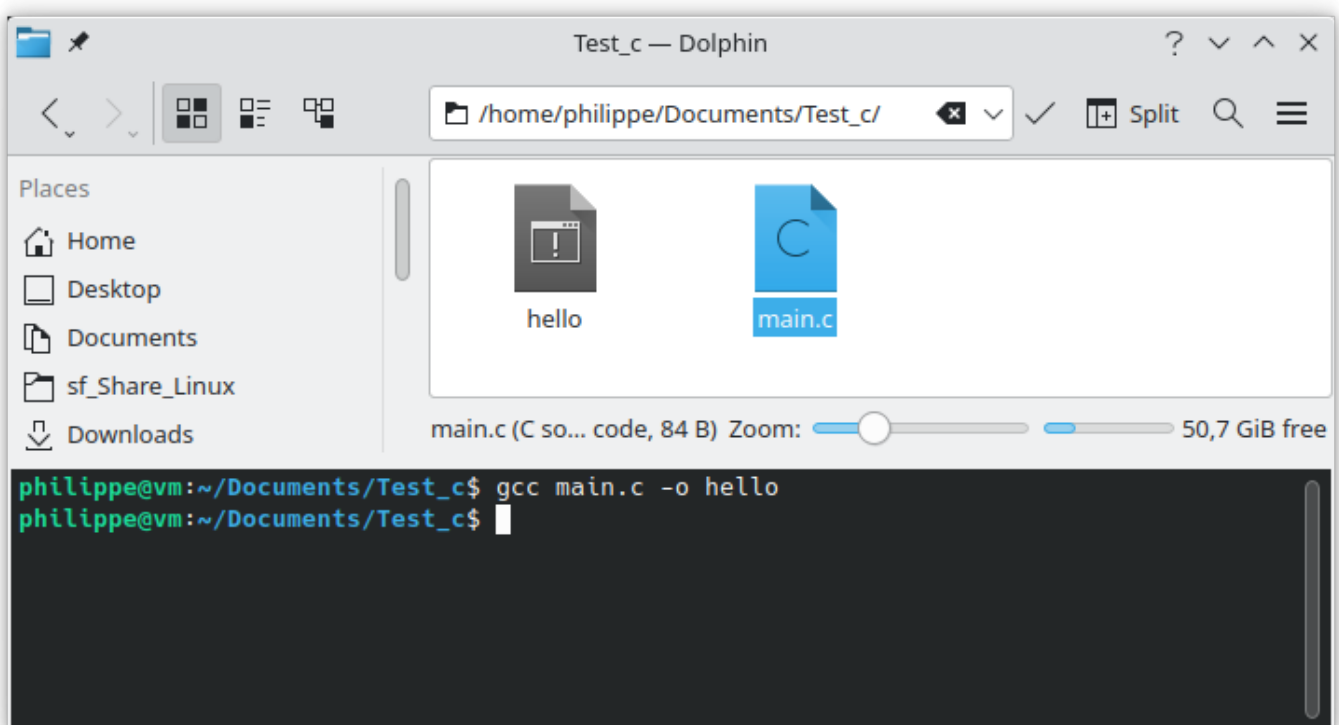 Test_c — Dolphin
/home/philippe/Documents/Test_c/
Split
Places
Home
Desktop
Documents
sf_Share_Linux
Downloads
hello
main.c
main.c (C so... code, 84 B) Zoom: 50,7 GiB free
philippe@vm:~/Documents/Test_c$ gcc main.c -o hello
philippe@vm:~/Documents/Test_c$